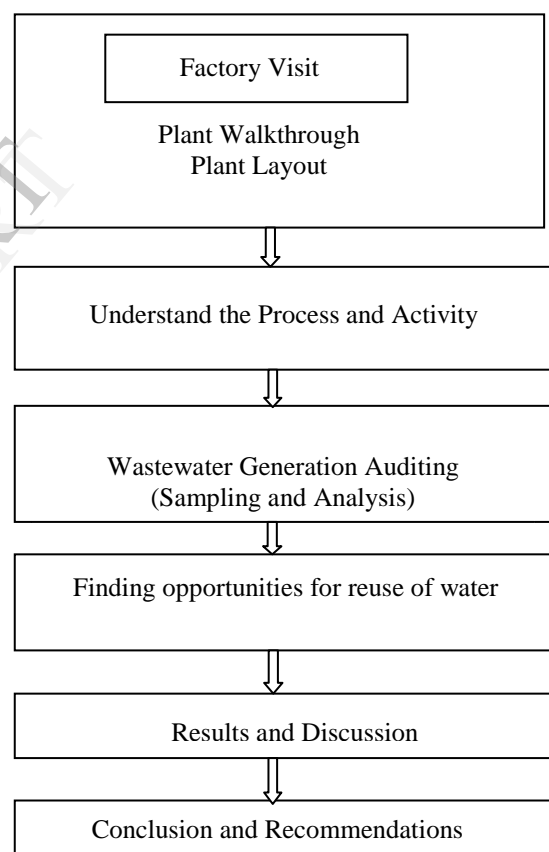 Factory Visit
Plant Walkthrough
Plant Layout
Understand the Process and Activity
Wastewater Generation Auditing
(Sampling and Analysis)
Finding opportunities for reuse of water
Results and Discussion
Conclusion and Recommendations